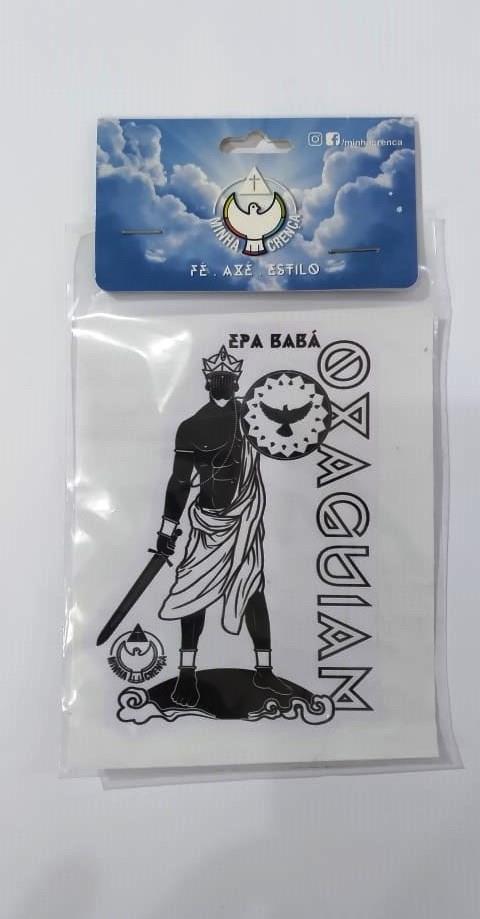 /minhacrenca
MINHA CRENÇA
FÉ . AXÉ . ESTILO
EPA BABÁ
OXAGUIAN
MINHA CRENÇA